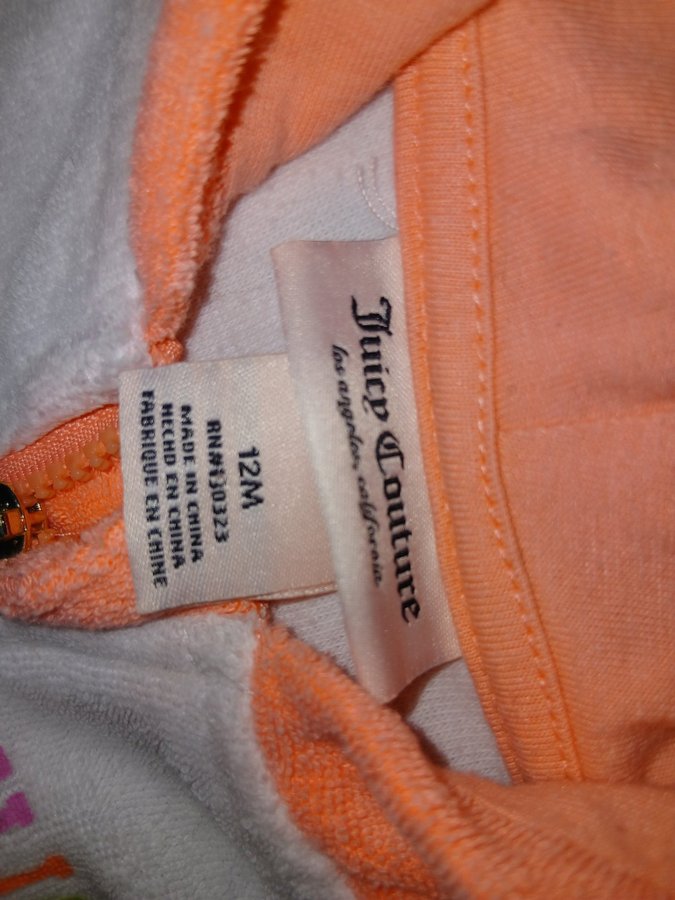 Juicy Couture
los angeles, california
12M
RN#130323
MADE IN CHINA
HECHO EN CHINA
FABRIQUE EN CHINE